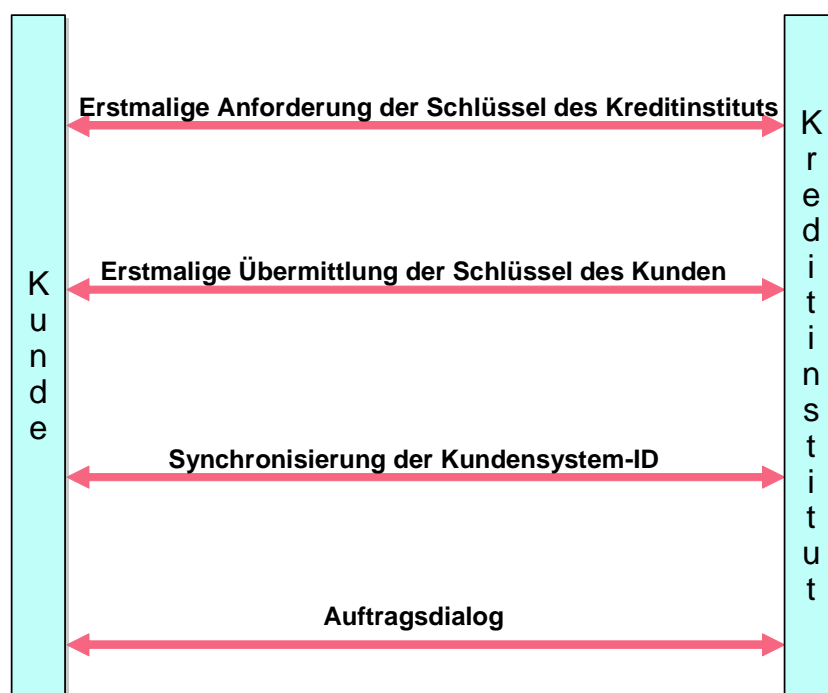 Erstmalige Anforderung der Schlüssel des Kreditinstituts
Erstmalige Übermittlung der Schlüssel des Kunden
Synchronisierung der Kundensystem-ID
Auftragsdialog
Kunde
Kreditinstitut